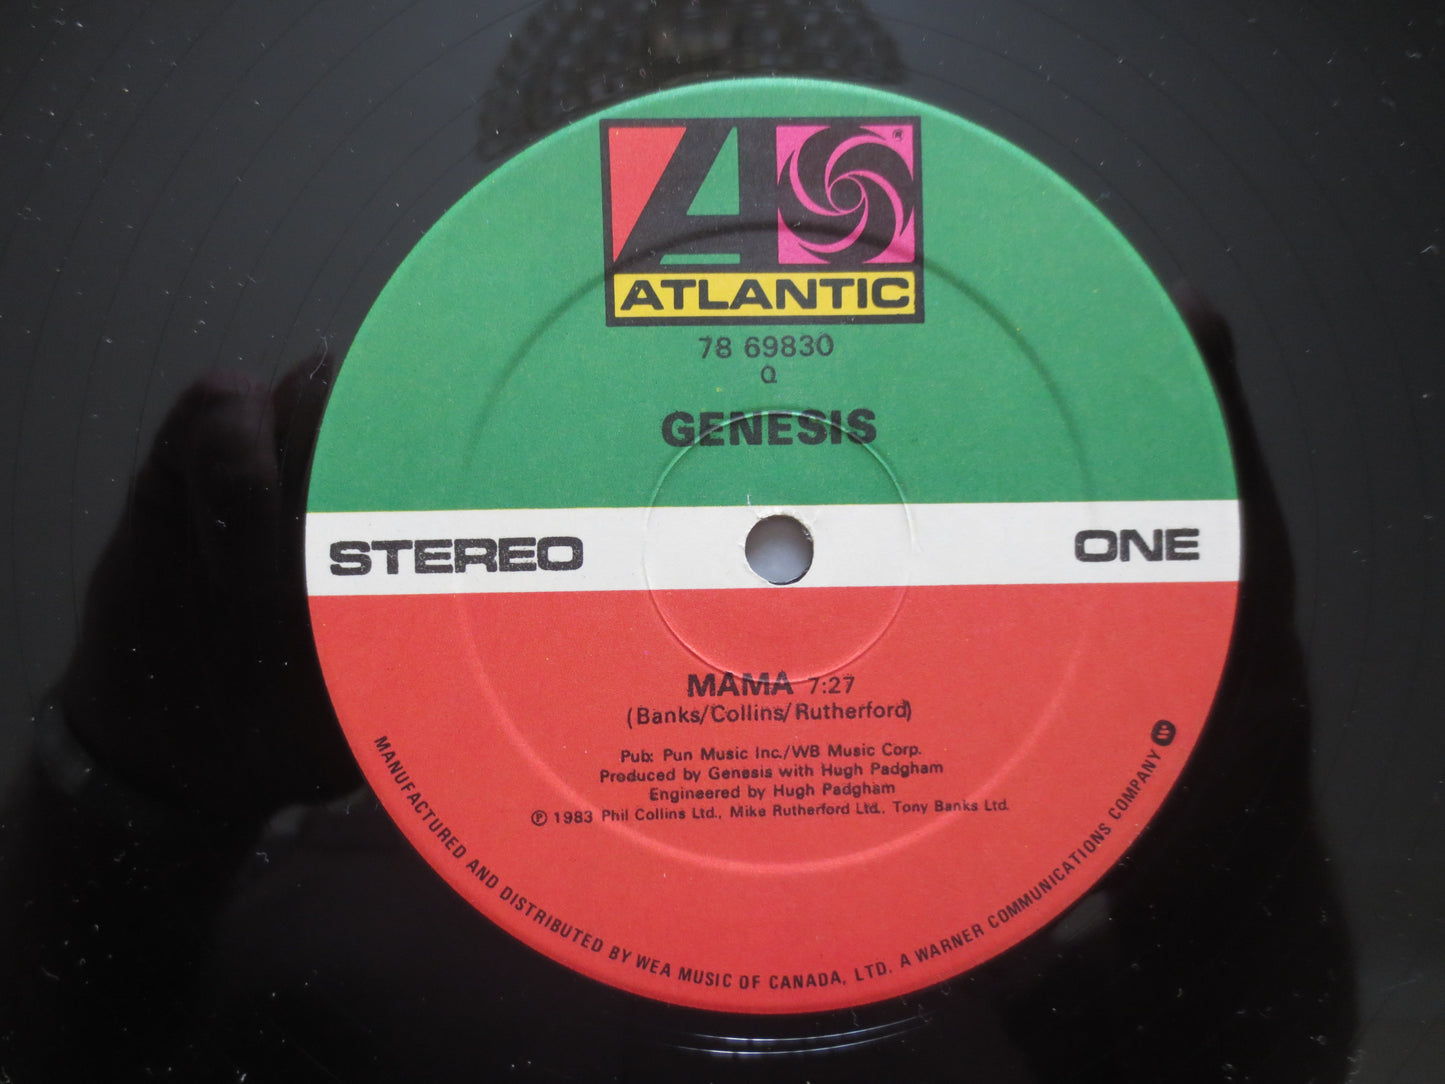 ATLANTIC
78 69830
Q
GENESIS
STEREO
ONE
MAMA 7:27
(Banks/Collins/Rutherford)
Pub: Pun Music Inc./WB Music Corp.
Produced by Genesis with Hugh Padgham
Engineered by Hugh Padgham
℗ 1983 Phil Collins Ltd., Mike Rutherford Ltd., Tony Banks Ltd.
MANUFACTURED AND DISTRIBUTED BY WEA MUSIC OF CANADA, LTD. A WARNER COMMUNICATIONS COMPANY